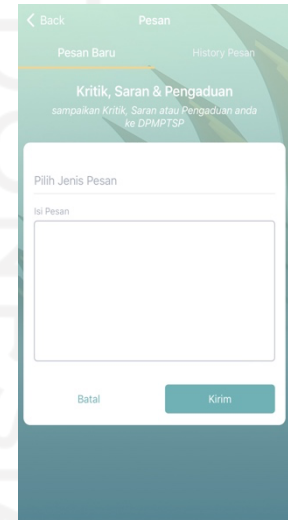 Back
Pesan
Pesan Baru
History Pesan
Kritik, Saran & Pengaduan
sampaikan Kritik, Saran atau Pengaduan anda
ke DPMPTSP
Pilih Jenis Pesan
Isi Pesan
Batal
Kirim